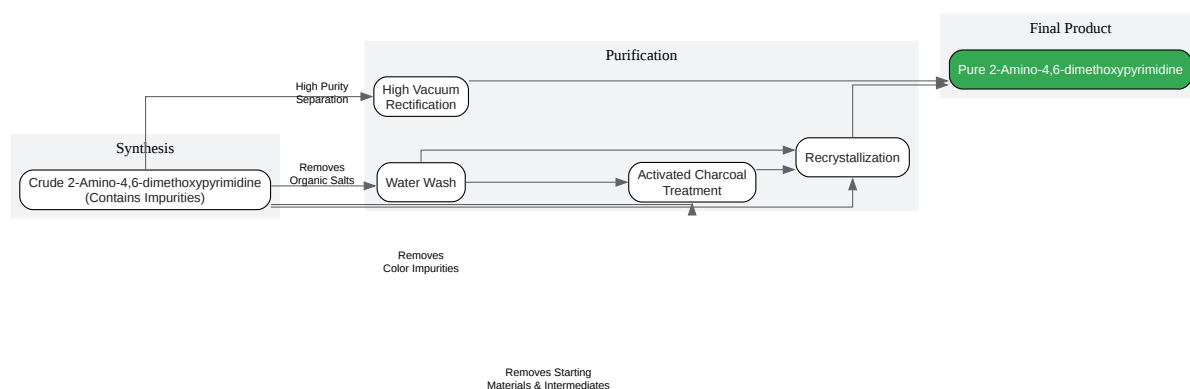 Final Product
Pure 2-Amino-4,6-dimethoxypyrimidine
Purification
High Purity
Separation
High Vacuum
Rectification
Synthesis
Crude 2-Amino-4,6-dimethoxypyrimidine
(Contains Impurities)
Removes
Organic Salts
Water Wash
Activated Charcoal
Treatment
Recrystallization
Removes
Color Impurities
Removes Starting
Materials & Intermediates